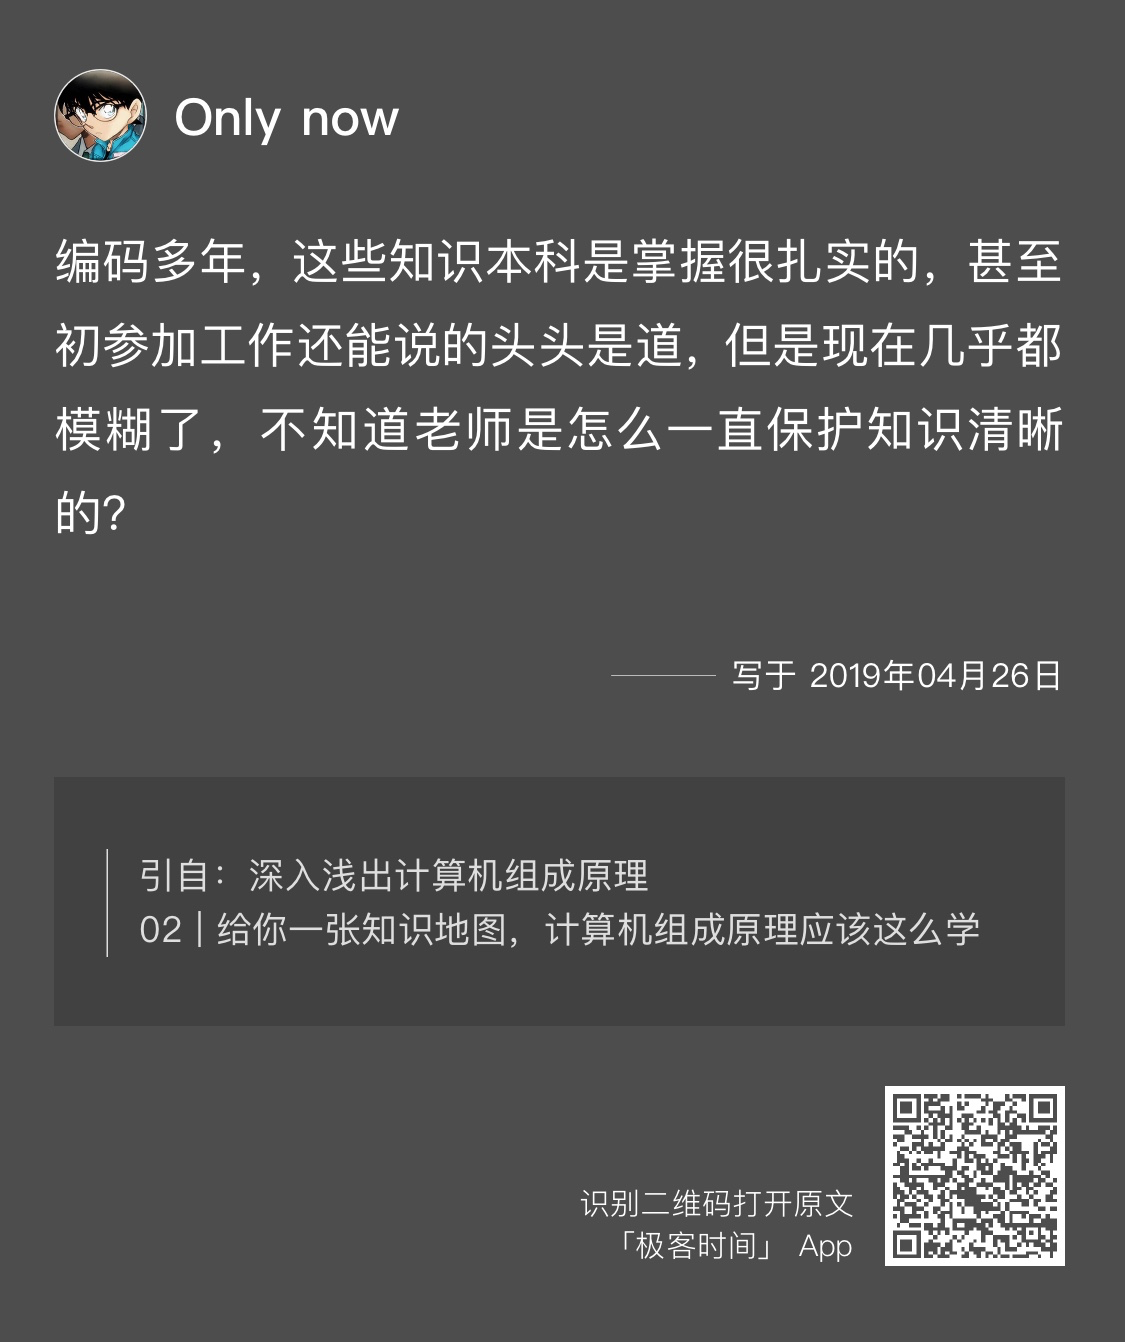 Only now
编码多年，这些知识本科是掌握很扎实的，甚至
初参加工作还能说的头头是道，但是现在几乎都
模糊了，不知道老师是怎么一直保护知识清晰
的？
写于 2019年04月26日
引自：深入浅出计算机组成原理
02 | 给你一张知识地图，计算机组成原理应该这么学
识别二维码打开原文
「极客时间」 App